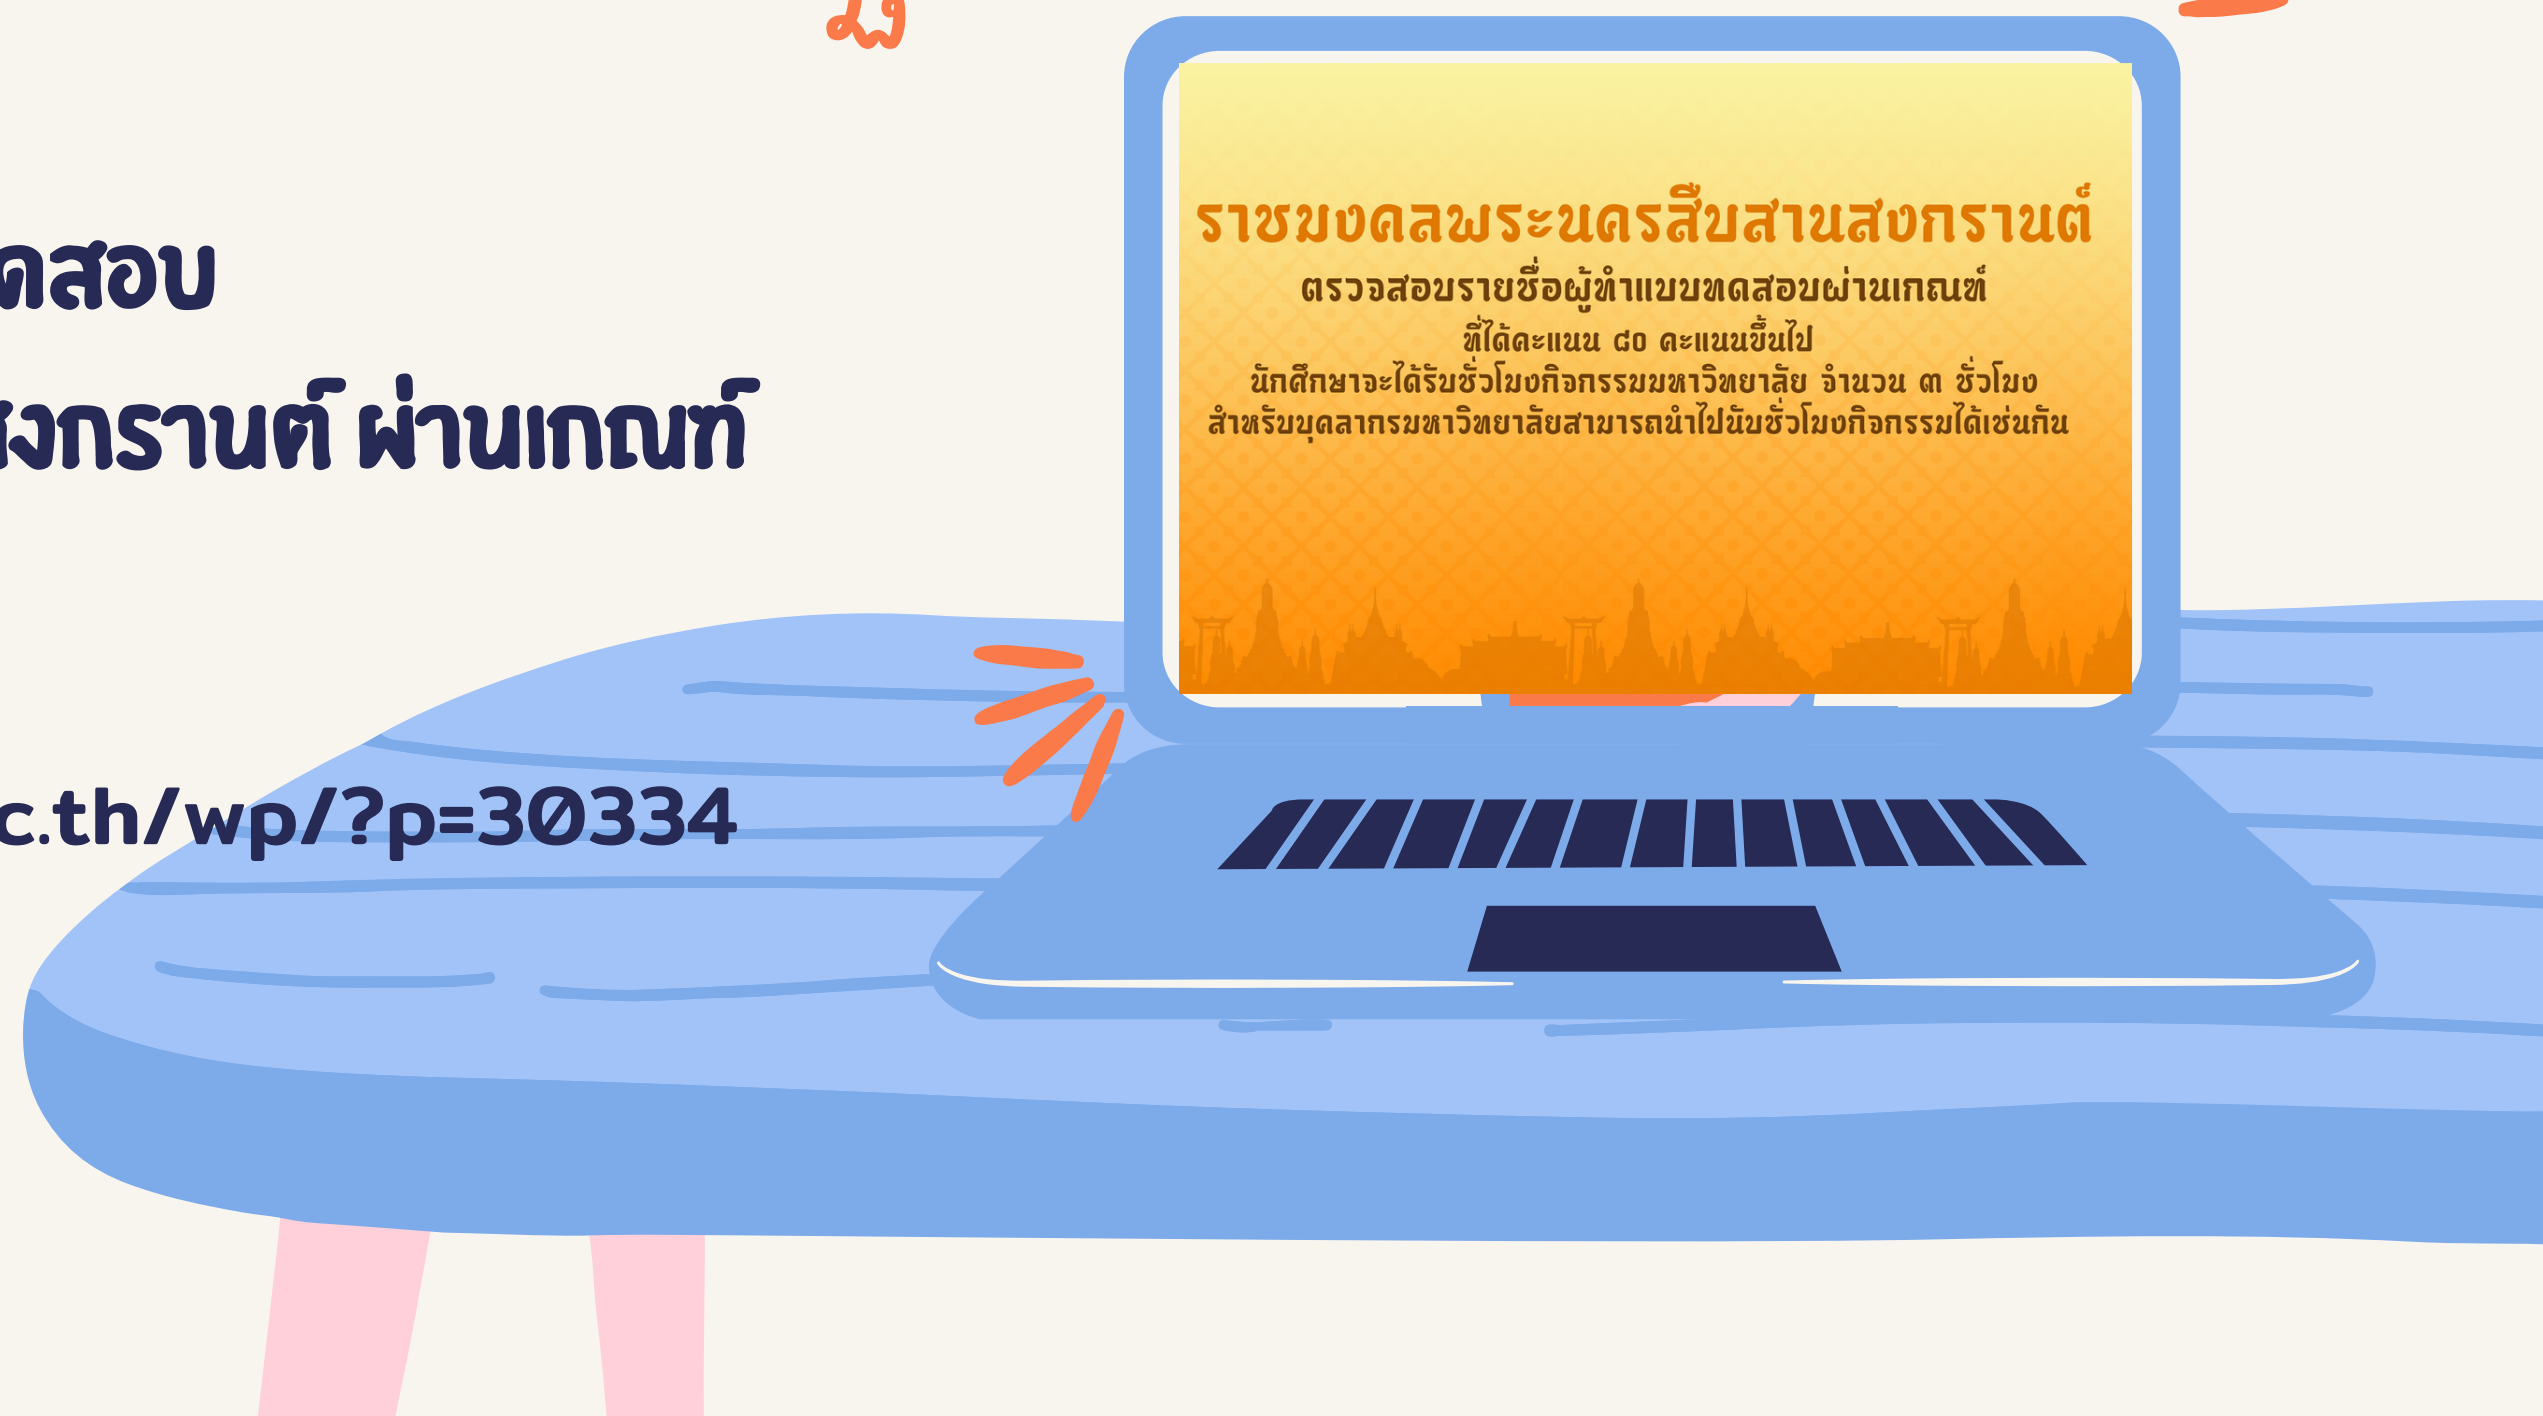 ดสอบ
สงกรานต์ ผ่านเกณฑ์
c.th/wp/?p=30334
ราชมงคลพระนครสืบสานสงกรานต์
ตรวจสอบรายชื่อผู้ทำแบบทดสอบผ่านเกณฑ์
ที่ได้คะแนน ๘๐ คะแนนขึ้นไป
นักศึกษาจะได้รับชั่วโมงกิจกรรมมหาวิทยาลัย จำนวน ๓ ชั่วโมง
สำหรับบุคลากรมหาวิทยาลัยสามารถนำไปนับชั่วโมงกิจกรรมได้เช่นกัน